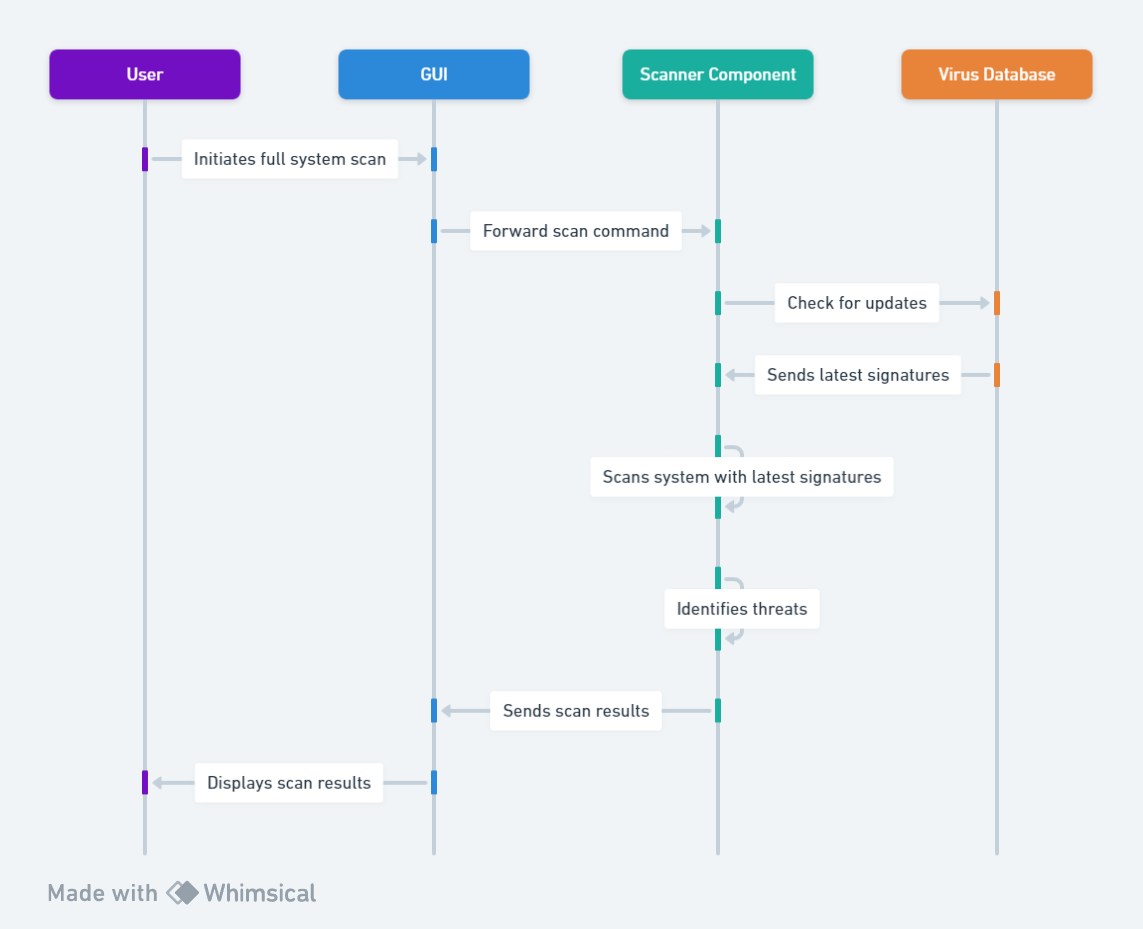 User
GUI
Scanner Component
Virus Database
Initiates full system scan
Forward scan command
Check for updates
Sends latest signatures
Scans system with latest signatures
Identifies threats
Sends scan results
Displays scan results
Made with Whimsical